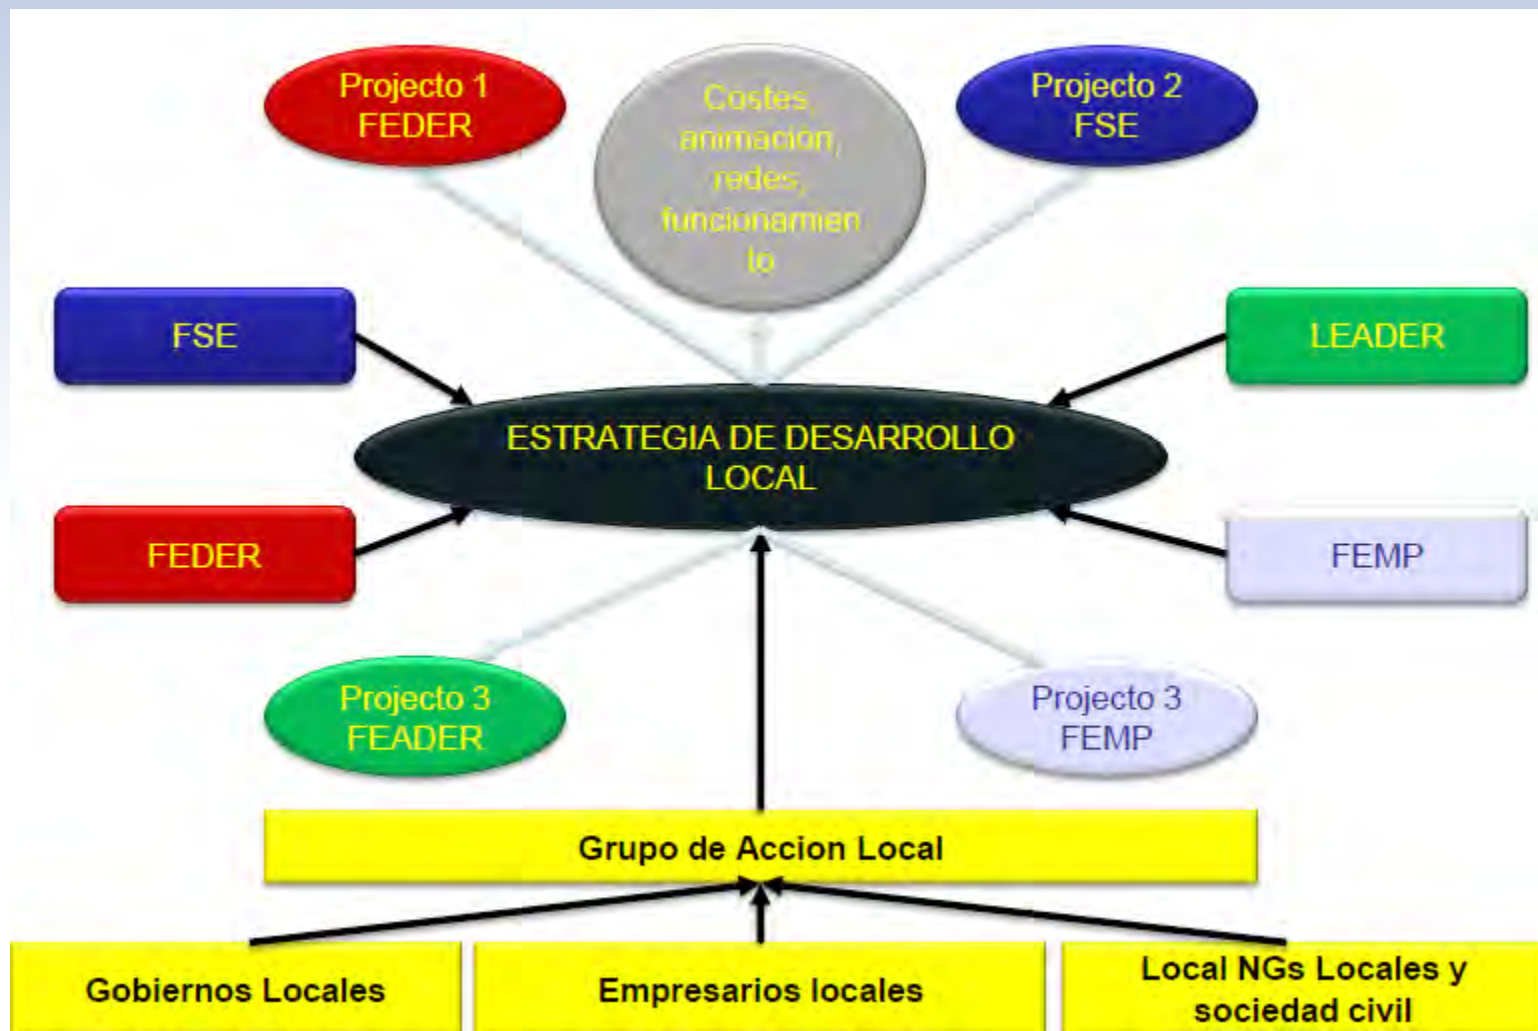 Projecto 1
FEDER
Costes,
animación,
redes,
funcionamien
to
Projecto 2
FSE
FSE
LEADER
ESTRATEGIA DE DESARROLLO
LOCAL
FEDER
FEMP
Projecto 3
FEADER
Projecto 3
FEMP
Grupo de Accion Local
Gobiernos Locales
Empresarios locales
Local NGs Locales y
sociedad civil